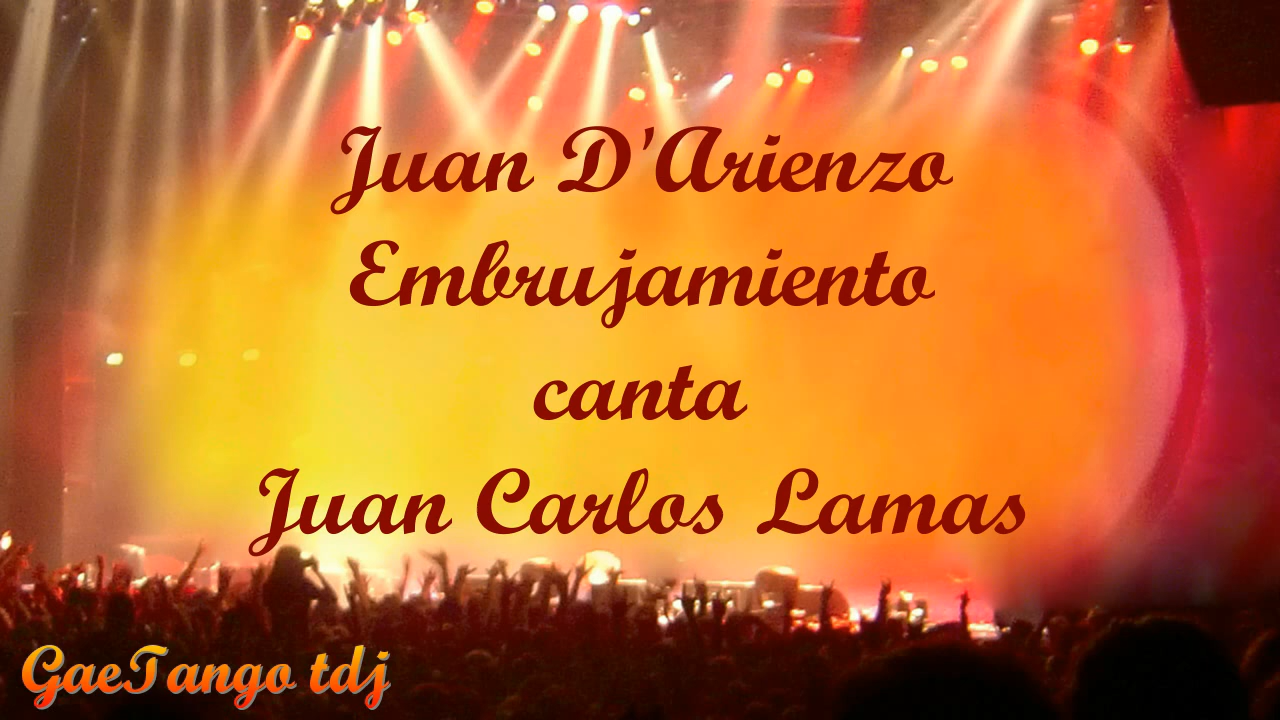 Juan D'Arienzo
Embrujamiento
canta
Juan Carlos Lamas
GaeTango tdj